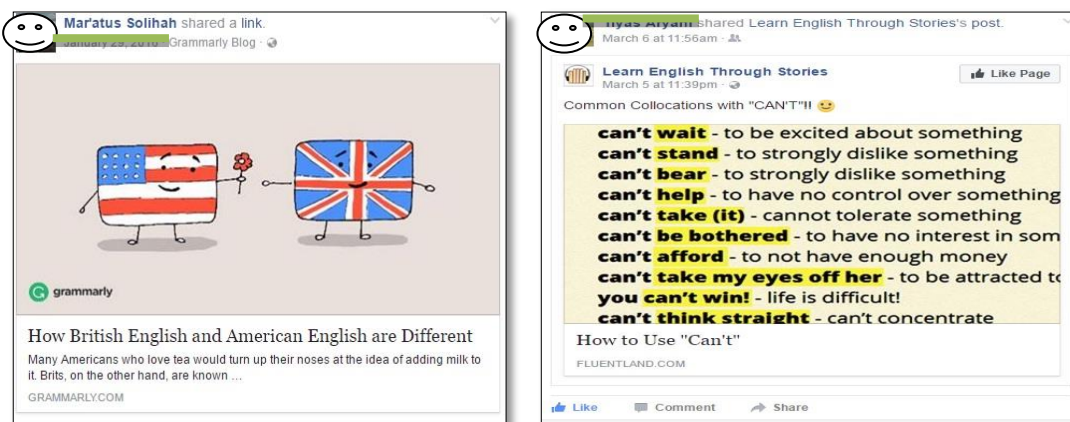 Mar'atus Solihah shared a link.
Grammarly Blog ·
grammarly
How British English and American English are Different
Many Americans who love tea would turn up their noses at the idea of adding milk to
it. Brits, on the other hand, are known ...
GRAMMARLY.COM
shared Learn English Through Stories's post.
March 6 at 11:56am ·
Learn English Through Stories
March 5 at 11:39pm ·
Like Page
Common Collocations with "CAN'T"!!
can't wait - to be excited about something
can't stand - to strongly dislike something
can't bear - to strongly dislike something
can't help - to have no control over something
can't take (it) - cannot tolerate something
can't be bothered - to have no interest in som
can't afford - to not have enough money
can't take my eyes off her - to be attracted to
you can't win! - life is difficult!
can't think straight - can't concentrate
How to Use "Can't"
FLUENTLAND.COM
Like Comment Share